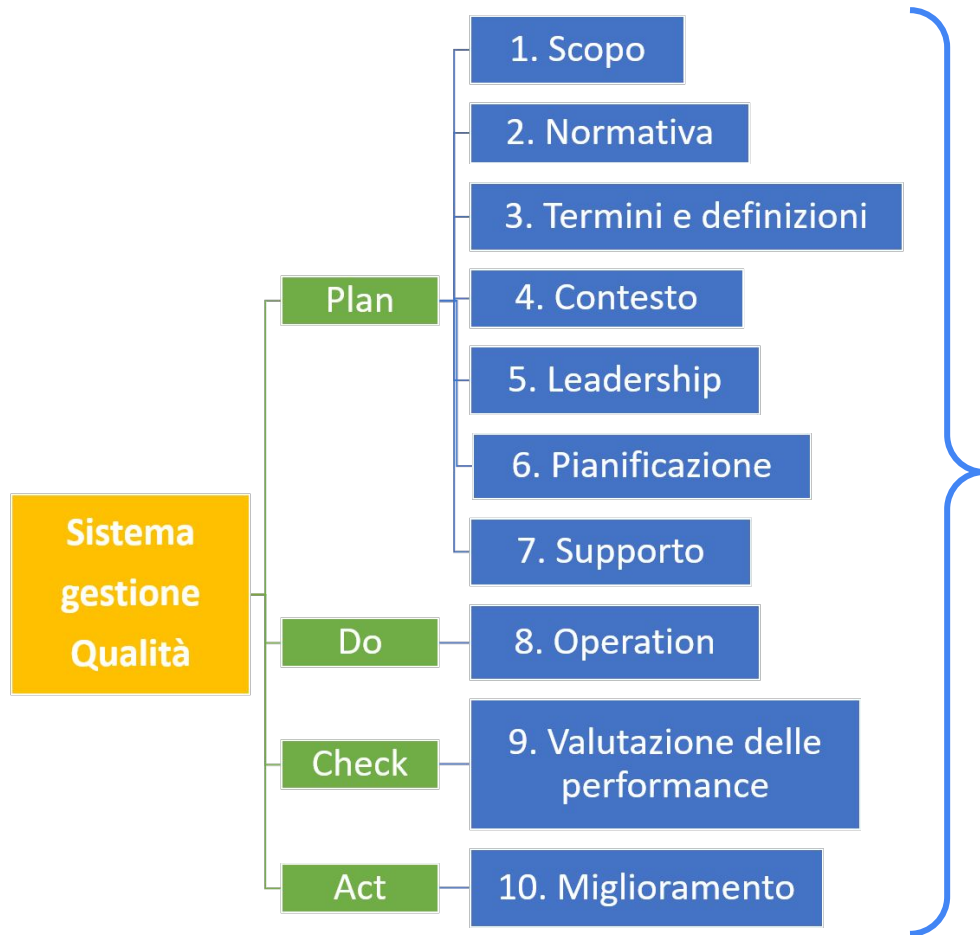 Sistema
gestione
Qualità
Plan
1. Scopo
2. Normativa
3. Termini e definizioni
4. Contesto
5. Leadership
6. Pianificazione
7. Supporto
Do
8. Operation
Check
9. Valutazione delle
performance
Act
10. Miglioramento